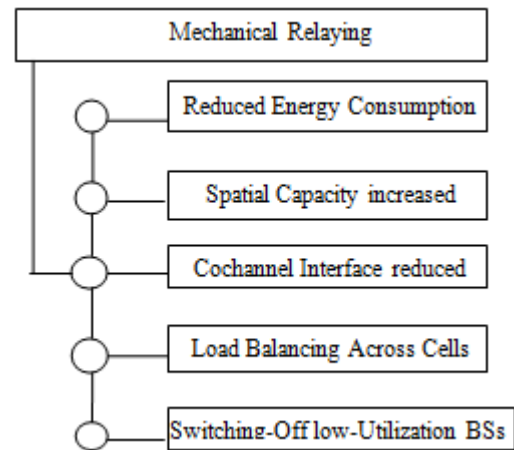 Mechanical Relaying
Reduced Energy Consumption
Spatial Capacity increased
Cochannel Interface reduced
Load Balancing Across Cells
Switching-Off low-Utilization BSs